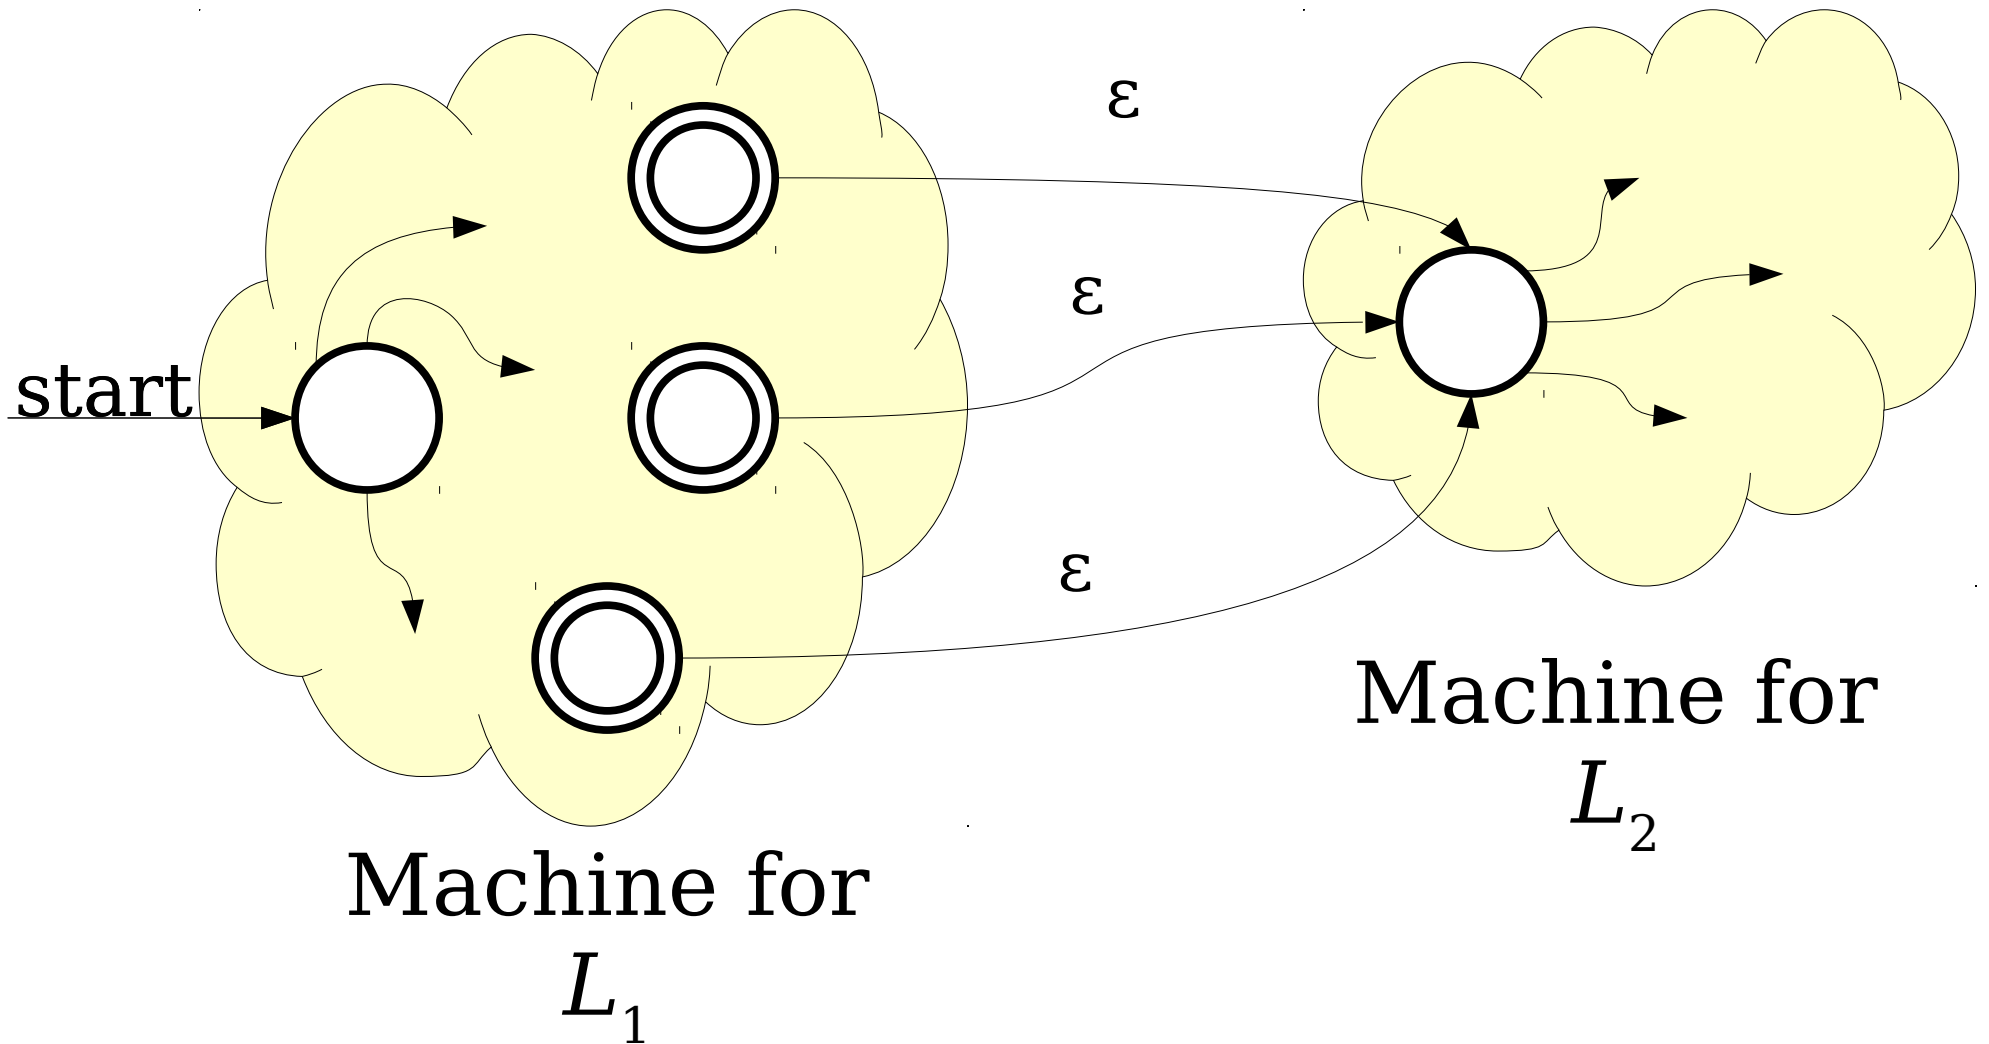 ε
ε
start
ε
Machine for
L₂
Machine for
L₁